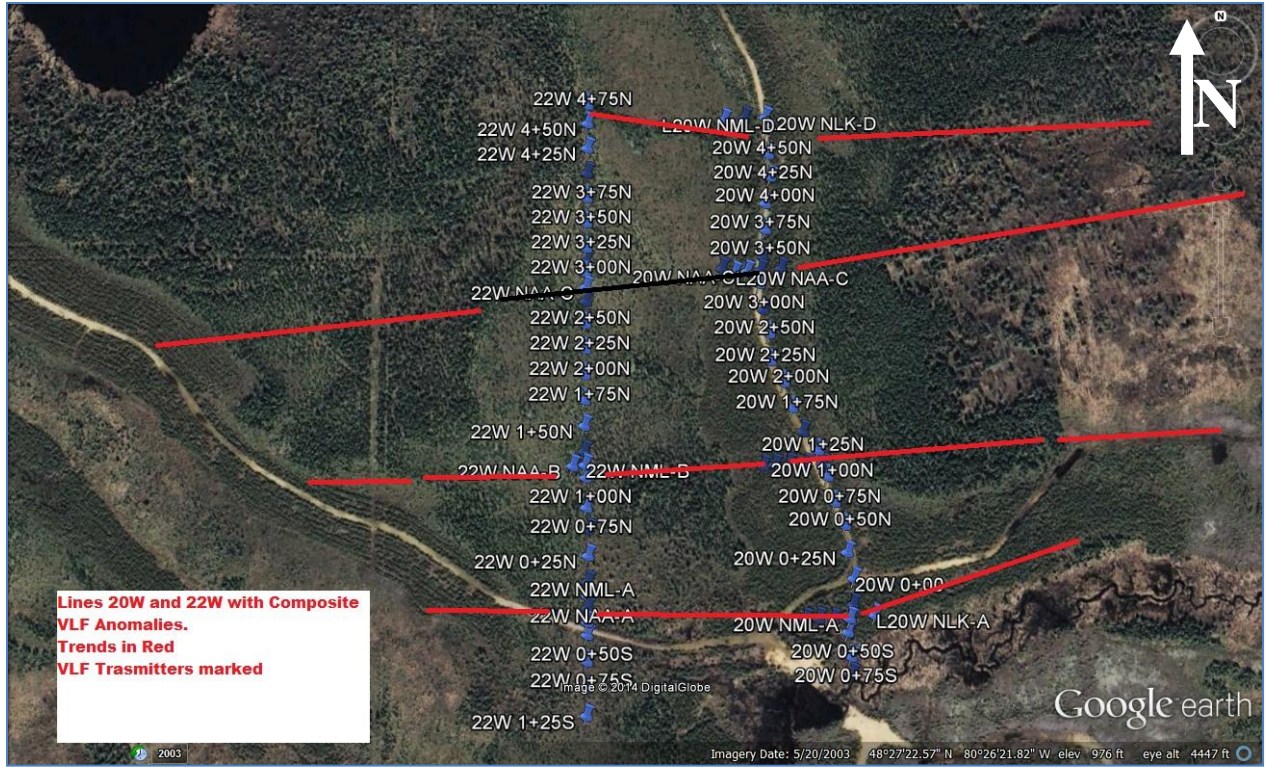 N
22W 4+75N
L20W NML-D
20W NLK-D
N
22W 4+50N
20W 4+50N
22W 4+25N
20W 4+25N
22W 3+75N
20W 4+00N
22W 3+50N
20W 3+75N
22W 3+25N
20W 3+50N
22W 3+00N
20W NAA-C
L20W NAA-C
22W NAA-C
20W 3+00N
22W 2+50N
20W 2+50N
22W 2+25N
20W 2+25N
22W 2+00N
20W 2+00N
22W 1+75N
20W 1+75N
22W 1+50N
20W 1+25N
22W NAA-B
22W NML-B
20W 1+00N
22W 1+00N
20W 0+75N
22W 0+75N
20W 0+50N
22W 0+25N
20W 0+25N
22W NML-A
20W 0+00
22W NAA-A
20W NML-A
L20W NLK-A
22W 0+50S
20W 0+50S
22W 0+75S
20W 0+75S
22W 1+25S
Lines 20W and 22W with Composite
VLF Anomalies.
Trends in Red
VLF Trasmitters marked
Image © 2014 DigitalGlobe
Google earth
2003
Imagery Date: 5/20/2003 48°27'22.57" N 80°26'21.82" W elev 976 ft eye alt 4447 ft